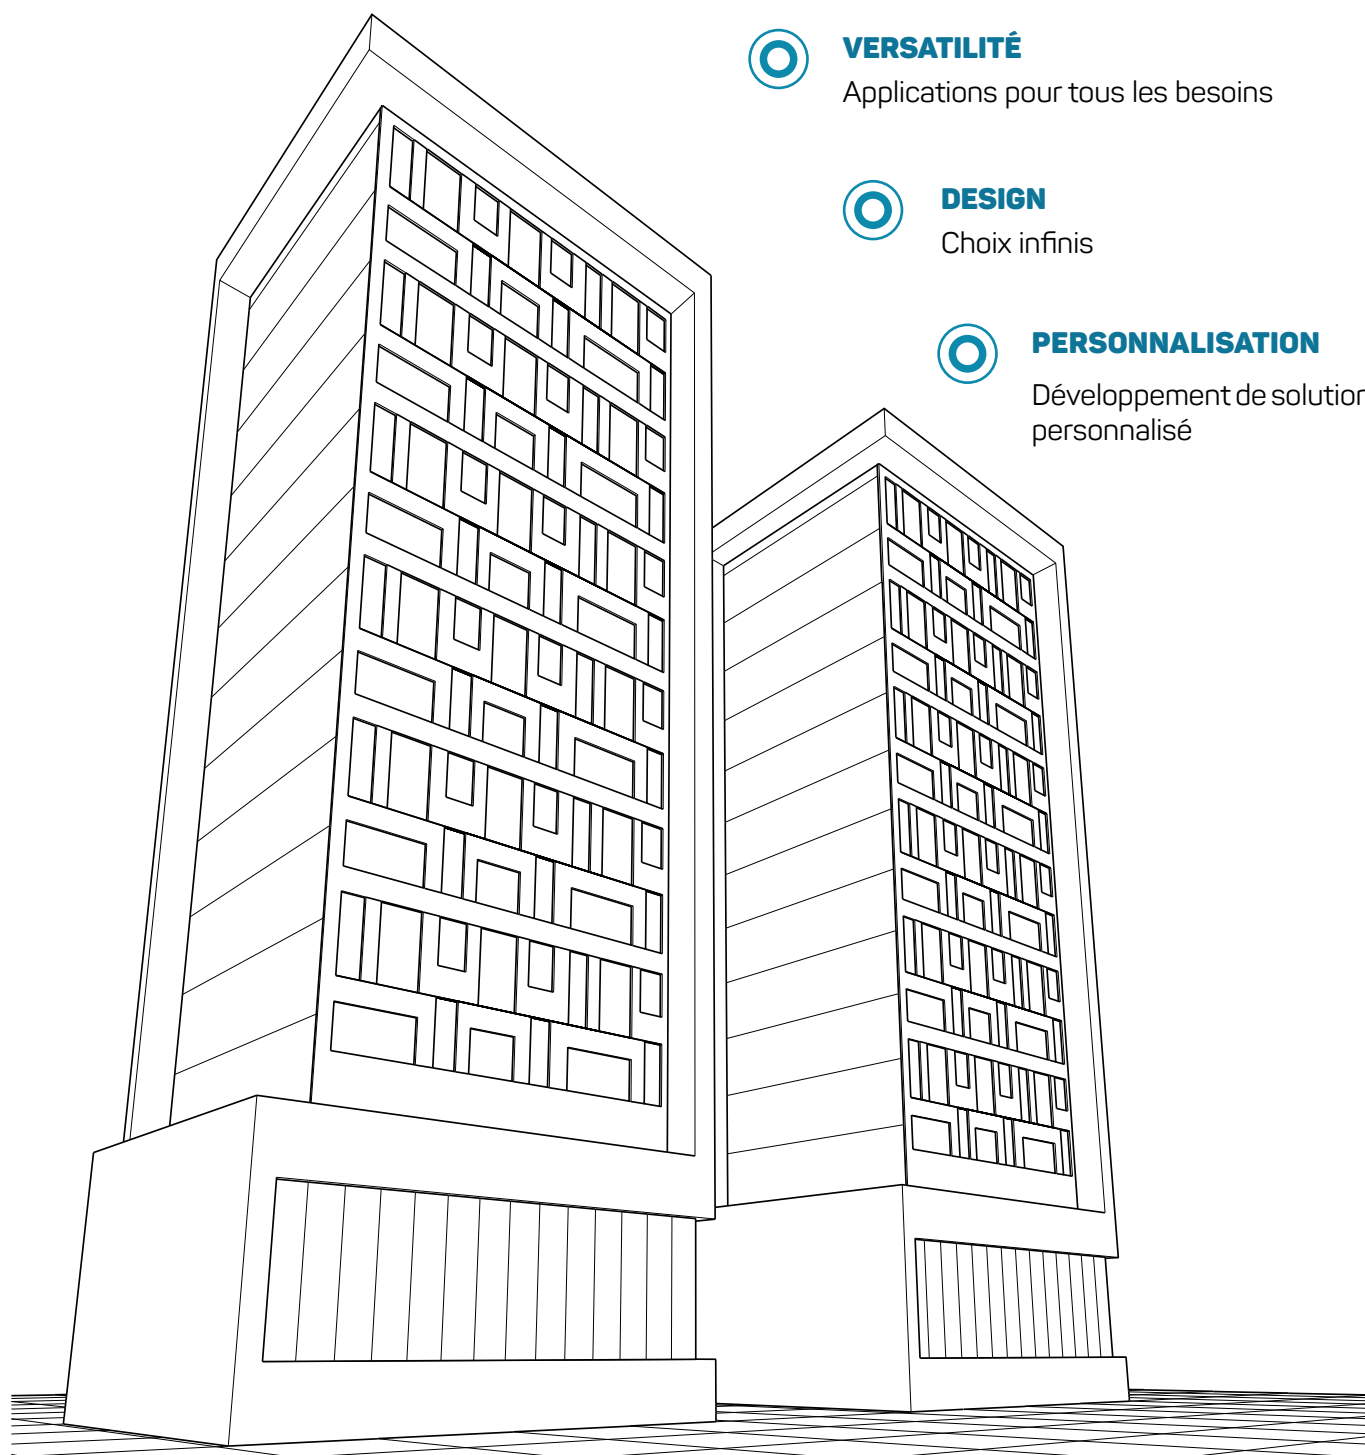 VERSATILITÉ
Applications pour tous les besoins
DESIGN
Choix infinis
PERSONNALISATION
Développement de solution
personnalisé